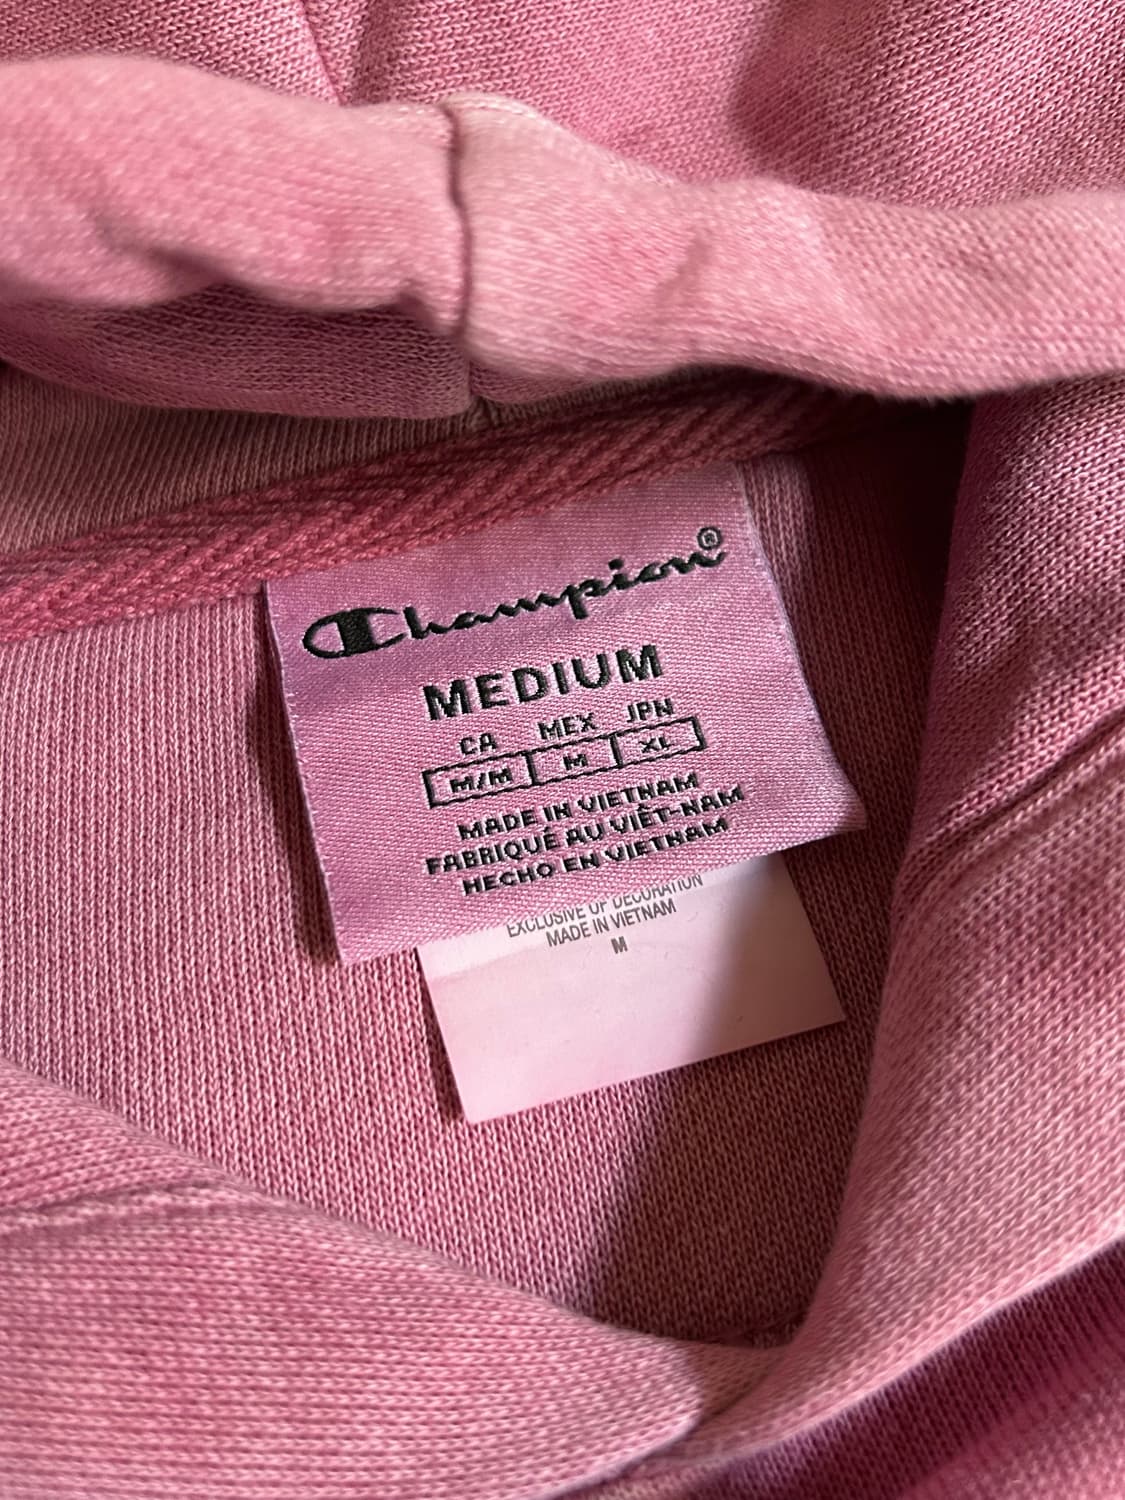 Champion®
MEDIUM
CA MEX JPN
M/M M XL
MADE IN VIETNAM
FABRIQUÉ AU VIÊT-NAM
HECHO EN VIETNAM
EXCLUSIVE OF DECORATION
MADE IN VIETNAM
M